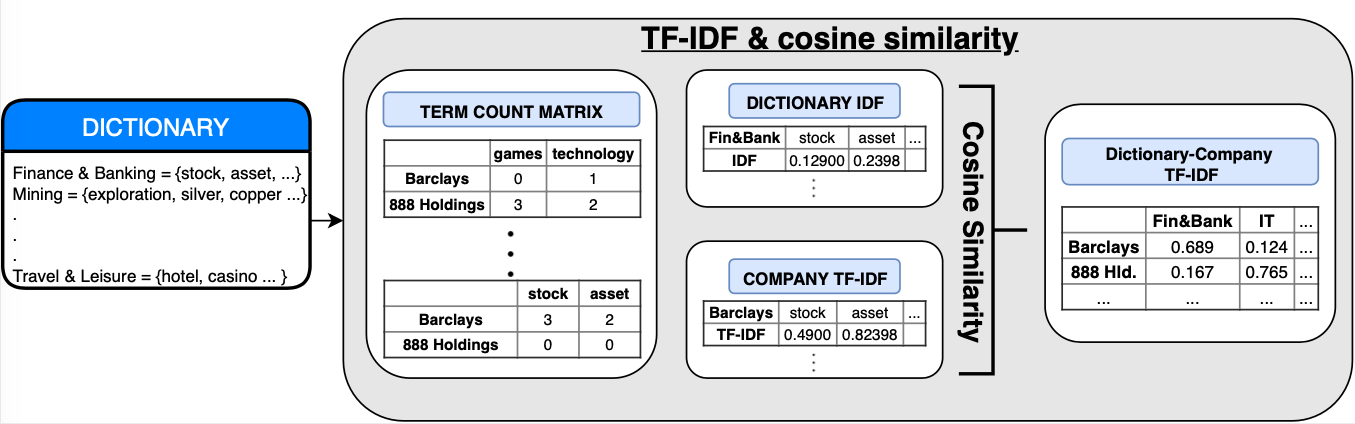 TF-IDF & cosine similarity
DICTIONARY
Finance & Banking = {stock, asset, ...}
Mining = {exploration, silver, copper ...}
.
.
.
Travel & Leisure = {hotel, casino ... }
TERM COUNT MATRIX
games technology
Barclays 0 1
888 Holdings 3 2
stock asset
Barclays 3 2
888 Holdings 0 0
DICTIONARY IDF
Fin&Bank stock asset ...
IDF 0.12900 0.2398
COMPANY TF-IDF
Barclays stock asset ...
TF-IDF 0.4900 0.82398
Cosine Similarity
Dictionary-Company
TF-IDF
Fin&Bank IT ...
Barclays 0.689 0.124 ...
888 Hld. 0.167 0.765 ...
... ... ... ...